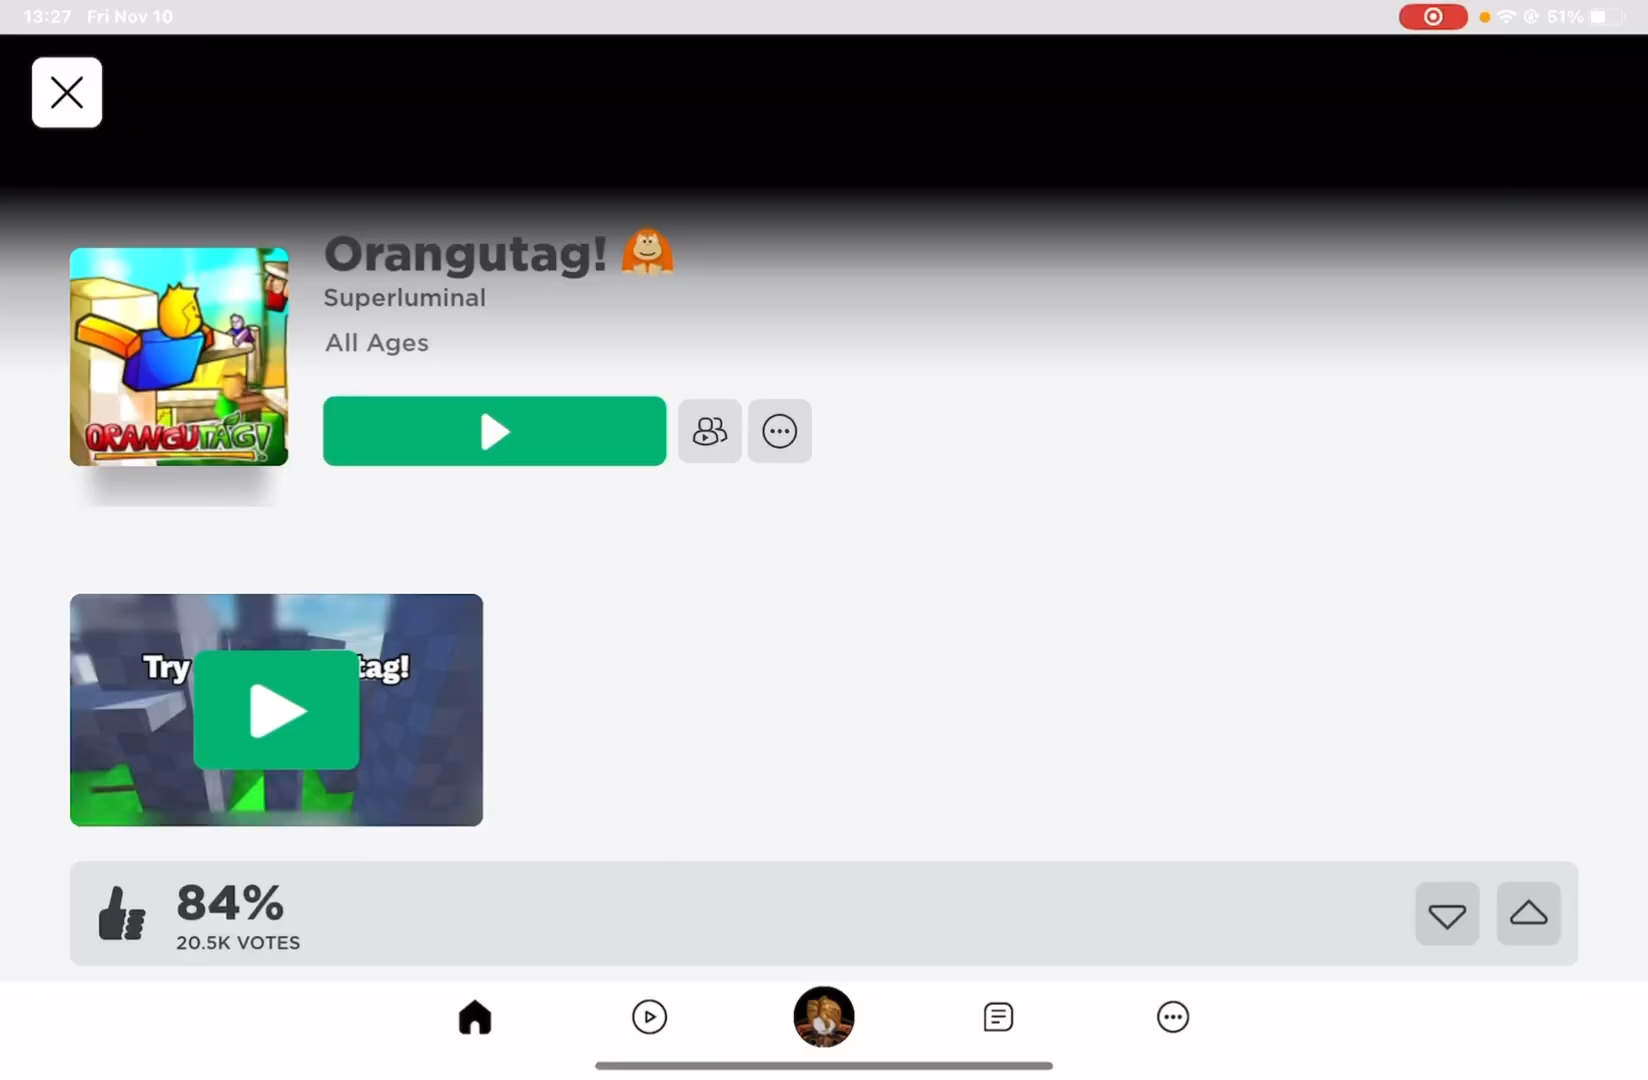 13:27 Fri Nov 10
51%
Orangutag!
Superluminal
All Ages
ORANGUTAG!
Try tag!
84%
20.5K VOTES